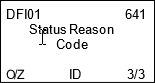 DFI01 641
Status Reason
Code
O/Z ID 3/3